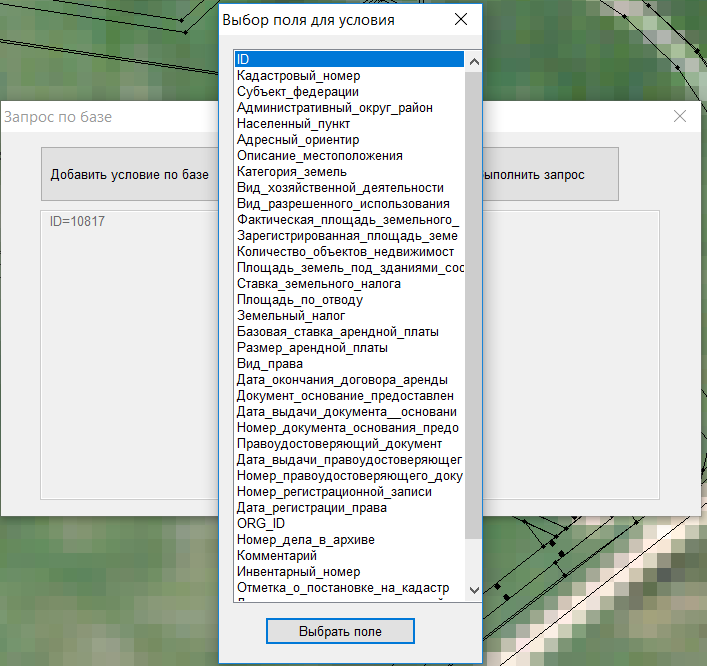 Выбор поля для условия
Запрос по базе
Добавить условие по базе
ыполнить запрос
ID=10817
ID
Кадастровый_номер
Субъект_федерации
Административный_округ_район
Населенный_пункт
Адресный_ориентир
Описание_местоположения
Категория_земель
Вид_хозяйственной_деятельности
Вид_разрешенного_использования
Фактическая_площадь_земельного_
Зарегистрированная_площадь_земе
Количество_объектов_недвижимост
Площадь_земель_под_зданиями_соо
Ставка_земельного_налога
Площадь_по_отводу
Земельный_налог
Базовая_ставка_арендной_платы
Размер_арендной_платы
Вид_права
Дата_окончания_договора_аренды
Документ_основание_предоставлен
Дата_выдачи_документа__основани
Номер_документа_основания_предо
Правоудостоверяющий_документ
Дата_выдачи_правоудостоверяющег
Номер_правоудостоверяющего_доку
Номер_регистрационной_записи
Дата_регистрации_права
ORG_ID
Номер_дела_в_архиве
Комментарий
Инвентарный_номер
Отметка_о_постановке_на_кадастр
Выбрать поле